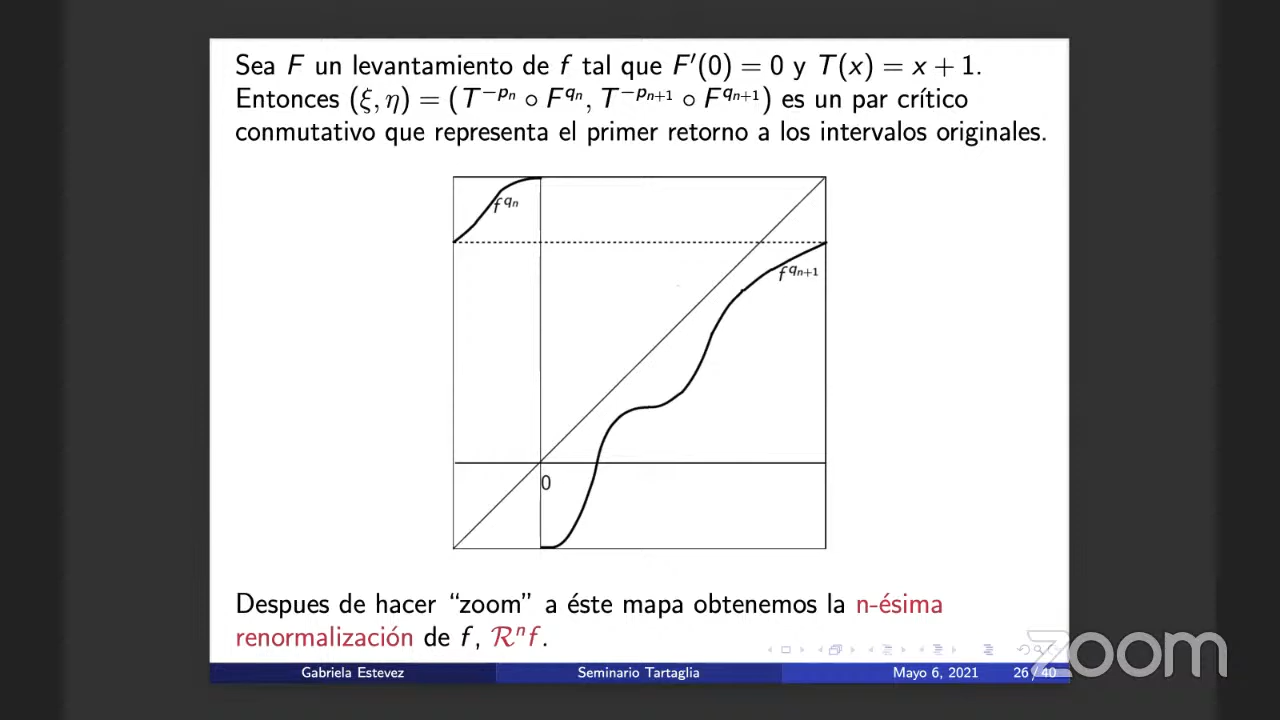 Sea F un levantamiento de f tal que F′(0) = 0 y T(x) = x + 1.
Entonces (ξ, η) = (T^{−p_n} ∘ F^{q_n}, T^{−p_{n+1}} ∘ F^{q_{n+1}}) es un par crítico
conmutativo que representa el primer retorno a los intervalos originales.
f^{q_n}
f^{q_{n+1}}
0
Despues de hacer “zoom” a éste mapa obtenemos la n-ésima
renormalización de f, ℛ^n f.
Gabriela Estevez Seminario Tartaglia Mayo 6, 2021 26 / 40
zoom